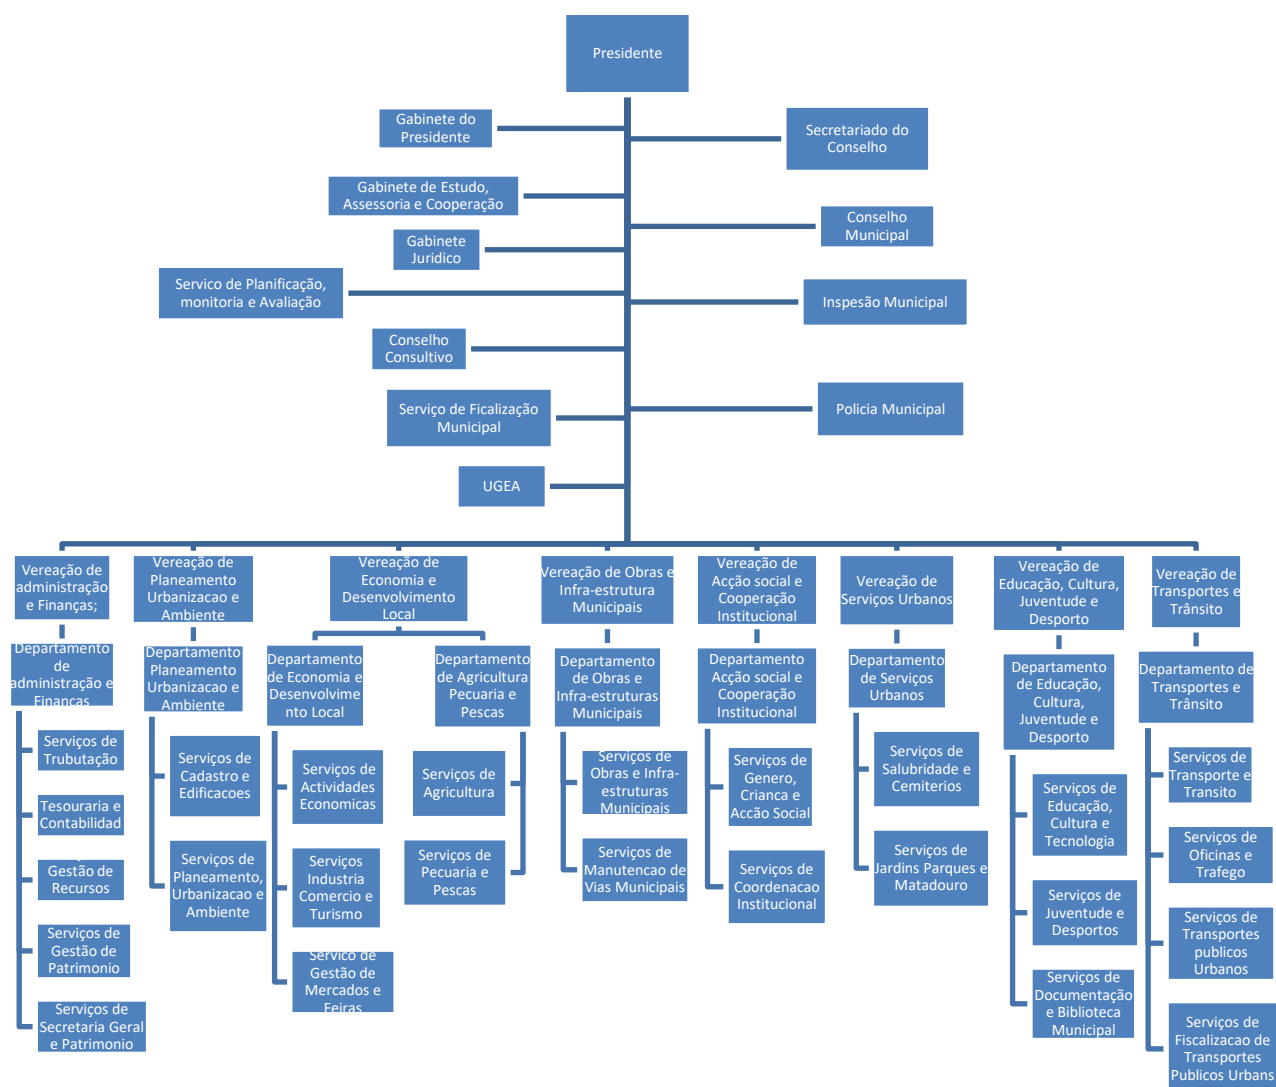 Presidente
Gabinete do
Presidente
Secretariado do
Conselho
Gabinete de Estudo,
Assessoria e Cooperação
Conselho
Municipal
Gabinete
Juridico
Servico de Planificação,
monitoria e Avaliação
Inspesão Municipal
Conselho
Consultivo
Serviço de Ficalização
Municipal
Policia Municipal
UGEA
Vereação de
administração
e Finanças;
Vereação de
Planeamento
Urbanizacao e
Ambiente
Vereação de
Economia e
Desenvolvimento
Local
Vereação de Obras e
Infra-estrutura
Municipais
Vereação de
Acção social e
Cooperação
Institucional
Vereação de
Serviços Urbanos
Vereação de
Educação, Cultura,
Juventude e
Desporto
Vereação de
Transportes e
Trânsito
Departamento
de
administração e
Finanças
Departamento
Planeamento
Urbanizacao e
Ambiente
Departamento
de Economia e
Desenvolvime
nto Local
Departamento
de Agricultura
Pecuaria e
Pescas
Departamento
de Obras e
Infra-estruturas
Municipais
Departamento
Acção social e
Cooperação
Institucional
Departamento
de Serviços
Urbanos
Departamento
de Educação,
Cultura,
Juventude e
Desporto
Departamento de
Transportes e
Trânsito
Serviços de
Trubutação
Tesouraria e
Contabilidad
Gestão de
Recursos
Serviços de
Gestão de
Patrimonio
Serviços de
Secretaria Geral
e Patrimonio
Serviços de
Cadastro e
Edificacoes
Serviços de
Planeamento,
Urbanizacao e
Ambiente
Serviços de
Actividades
Economicas
Serviços
Industria
Comercio e
Turismo
Servico de
Gestão de
Mercados e
Feiras
Serviços de
Agricultura
Serviços de
Pecuaria e
Pescas
Serviços de
Obras e Infra-
estruturas
Municipais
Serviços de
Manutencao de
Vias Municipais
Serviços de
Genero,
Crianca e
Accão Social
Serviços de
Coordenacao
Institucional
Serviços de
Salubridade e
Cemiterios
Serviços de
Jardins Parques e
Matadouro
Serviços de
Educação,
Cultura e
Tecnologia
Serviços de
Juventude e
Desportos
Serviços de
Documentação
e Biblioteca
Municipal
Serviços de
Transporte e
Transito
Serviços de
Oficinas e
Trafego
Serviços de
Transportes
publicos
Urbanos
Serviços de
Fiscalizacao de
Transportes
Publicos Urbans